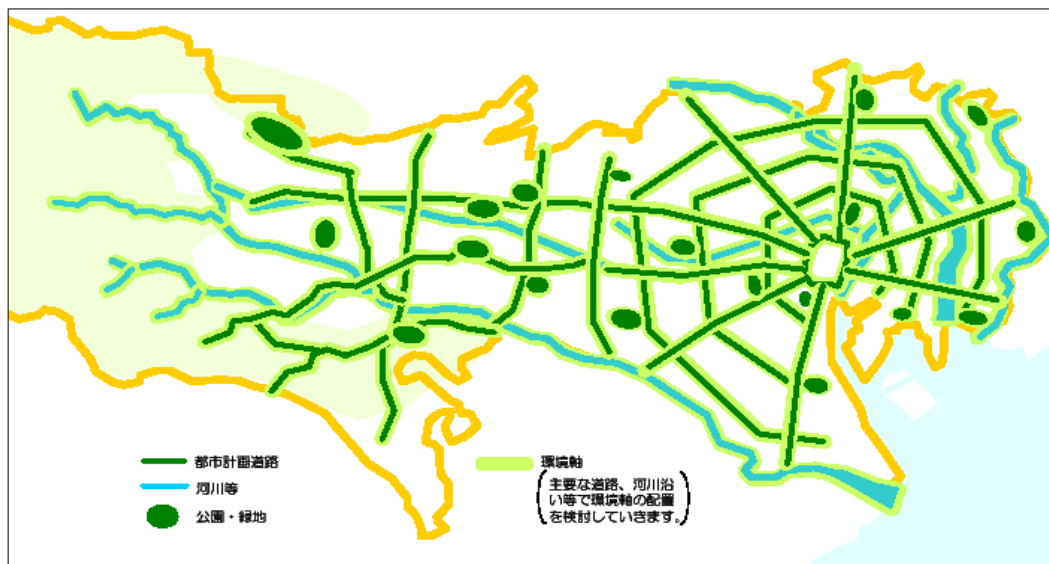 都市計画道路
河川等
公園・緑地
環境軸
(主要な道路、河川沿
い等で環境軸の配置
を検討していきます。)